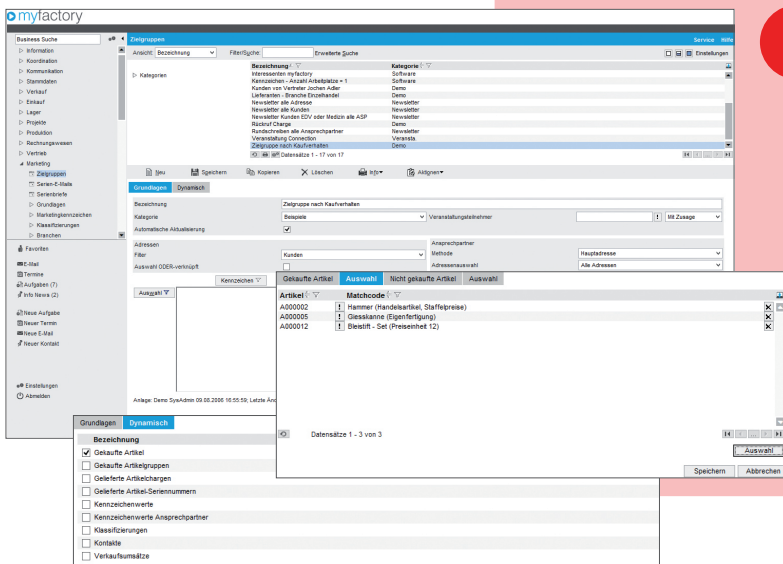 myfactory
Business Suche
Zielgruppen
Service Hilfe
Ansicht: Bezeichnung
Filter/Suche:
Erweiterte Suche
Einstellungen
Information
Koordination
Kommunikation
Stammdaten
Verkauf
Einkauf
Lager
Projekte
Produktion
Rechnungswesen
Vertrieb
Marketing
Zielgruppen
Serien-E-Mails
Serienbriefe
Grundlagen
Marketingkennzeichen
Klassifizierungen
Branchen
Favoriten
E-Mail
Termine
Aufgaben (7)
Info News (2)
Neue Aufgabe
Neuer Termin
Neue E-Mail
Neuer Kontakt
Einstellungen
Abmelden
Kategorien
Bezeichnung Kategorie
Interessenten myfactory Software
Kennzeichen - Anzahl Arbeitplätze = 1 Software
Kunden von Vertreter Jochen Adler Demo
Lieferanten - Branche Einzelhandel Demo
Newsletter alle Adresse Newsletter
Newsletter alle Kunden Newsletter
Newsletter Kunden EDV oder Medizin alle ASP Newsletter
Rückruf Charge Demo
Rundschreiben alle Ansprechpartner Newsletter
Veranstaltung Connection Veransta.
Zielgruppe nach Kaufverhalten Demo
Datensätze 1 - 17 von 17
Neu Speichern Kopieren Löschen Info Aktionen
Grundlagen Dynamisch
Bezeichnung Zielgruppe nach Kaufverhalten
Kategorie Beispiele Veranstaltungsteilnehmer ! Mit Zusage
Automatische Aktualisierung
Adressen Ansprechpartner
Filter Kunden Methode Hauptadresse
Auswahl ODER-verknüpft Adressenauswahl Alle Adressen
Kennzeichen
Auswahl
Anlage: Demo SysAdmin 09.08.2006 16:55:59; Letzte Änd
Gekaufte Artikel Auswahl Nicht gekaufte Artikel Auswahl
Artikel Matchcode
A000002 ! Hammer (Handelsartikel, Staffelpreise)
A000005 ! Giesskanne (Eigenfertigung)
A000012 ! Bleistift - Set (Preiseinheit 12)
Datensätze 1 - 3 von 3
Auswahl
Speichern Abbrechen
Grundlagen Dynamisch
Bezeichnung
Gekaufte Artikel
Gekaufte Artikelgruppen
Gelieferte Artikelchargen
Gelieferte Artikel-Seriennummern
Kennzeichenwerte
Kennzeichenwerte Ansprechpartner
Klassifizierungen
Kontakte
Verkaufsumsätze